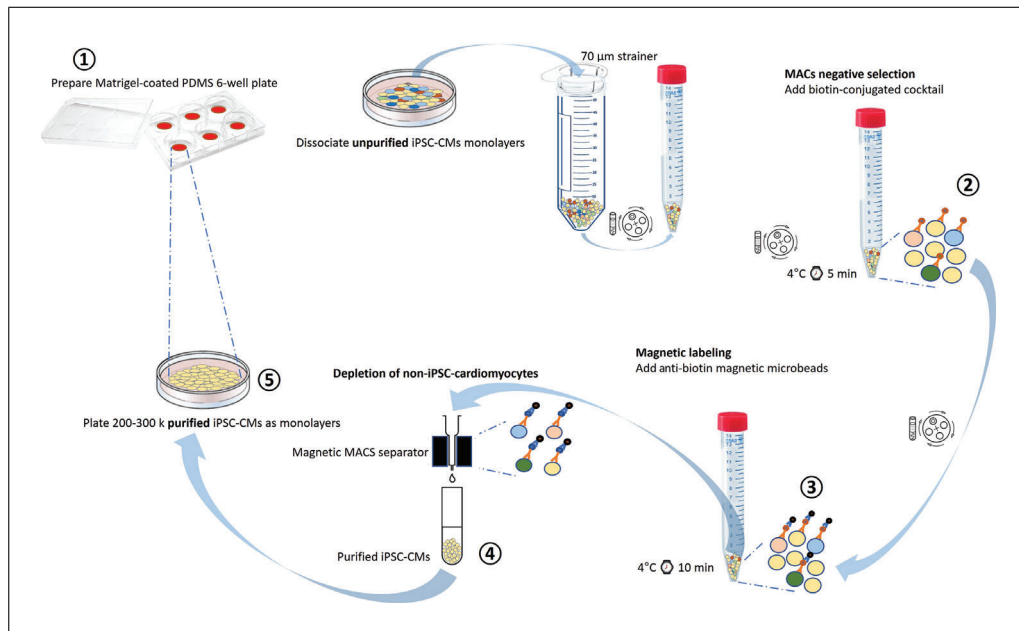 ①
Prepare Matrigel-coated PDMS 6-well plate
Dissociate unpurified iPSC-CMs monolayers
70 µm strainer
MACs negative selection
Add biotin-conjugated cocktail
②
4°C 5 min
Magnetic labeling
Add anti-biotin magnetic microbeads
③
4°C 10 min
Depletion of non-iPSC-cardiomyocytes
Magnetic MACS separator
Purified iPSC-CMs
④
⑤
Plate 200-300 k purified iPSC-CMs as monolayers